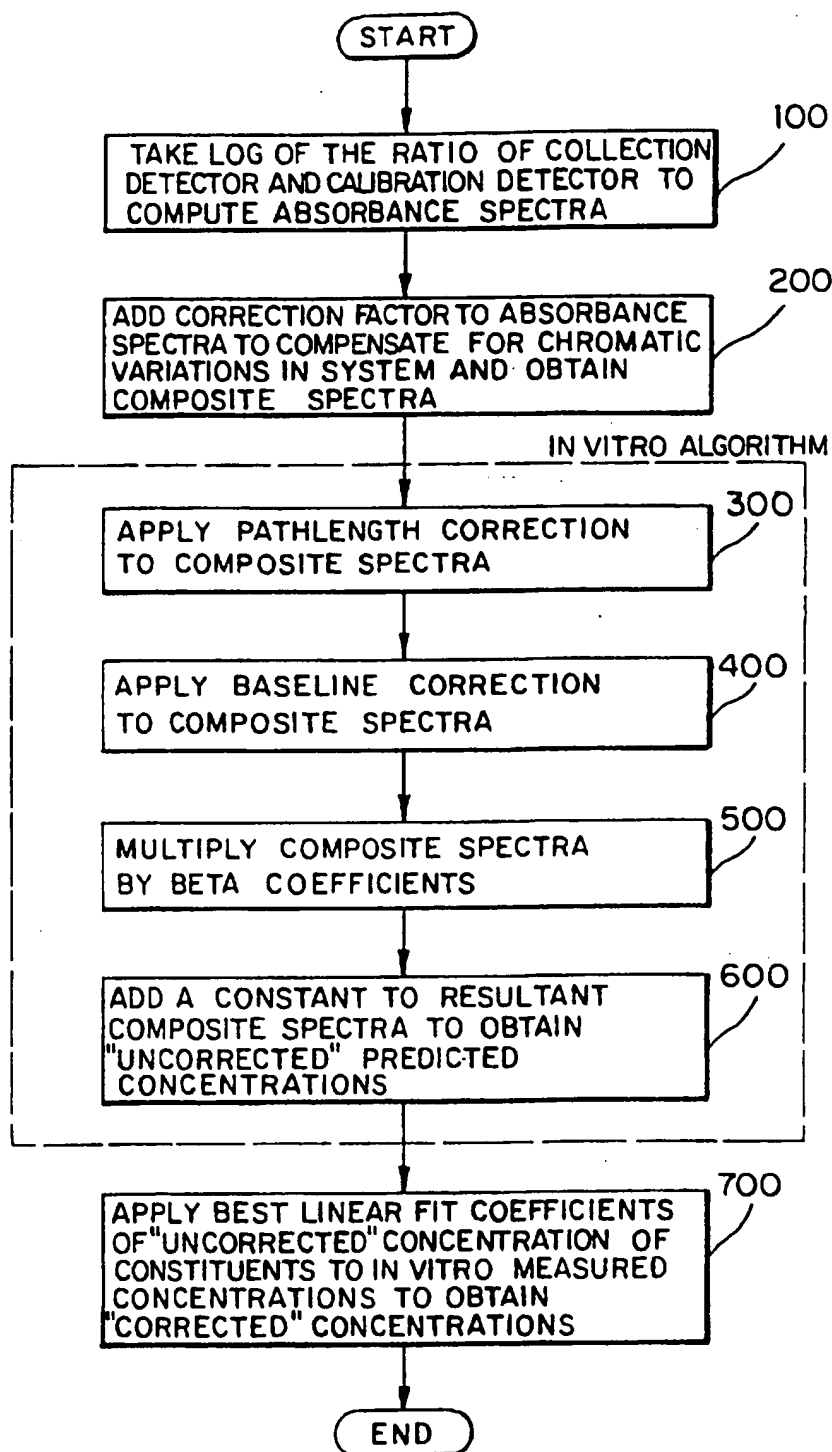 START
100
TAKE LOG OF THE RATIO OF COLLECTION
DETECTOR AND CALIBRATION DETECTOR TO
COMPUTE ABSORBANCE SPECTRA
200
ADD CORRECTION FACTOR TO ABSORBANCE
SPECTRA TO COMPENSATE FOR CHROMATIC
VARIATIONS IN SYSTEM AND OBTAIN
COMPOSITE SPECTRA
IN VITRO ALGORITHM
300
APPLY PATHLENGTH CORRECTION
TO COMPOSITE SPECTRA
400
APPLY BASELINE CORRECTION
TO COMPOSITE SPECTRA
500
MULTIPLY COMPOSITE SPECTRA
BY BETA COEFFICIENTS
600
ADD A CONSTANT TO RESULTANT
COMPOSITE SPECTRA TO OBTAIN
"UNCORRECTED" PREDICTED
CONCENTRATIONS
700
APPLY BEST LINEAR FIT COEFFICIENTS
OF "UNCORRECTED" CONCENTRATION OF
CONSTITUENTS TO IN VITRO MEASURED
CONCENTRATIONS TO OBTAIN
"CORRECTED" CONCENTRATIONS
END